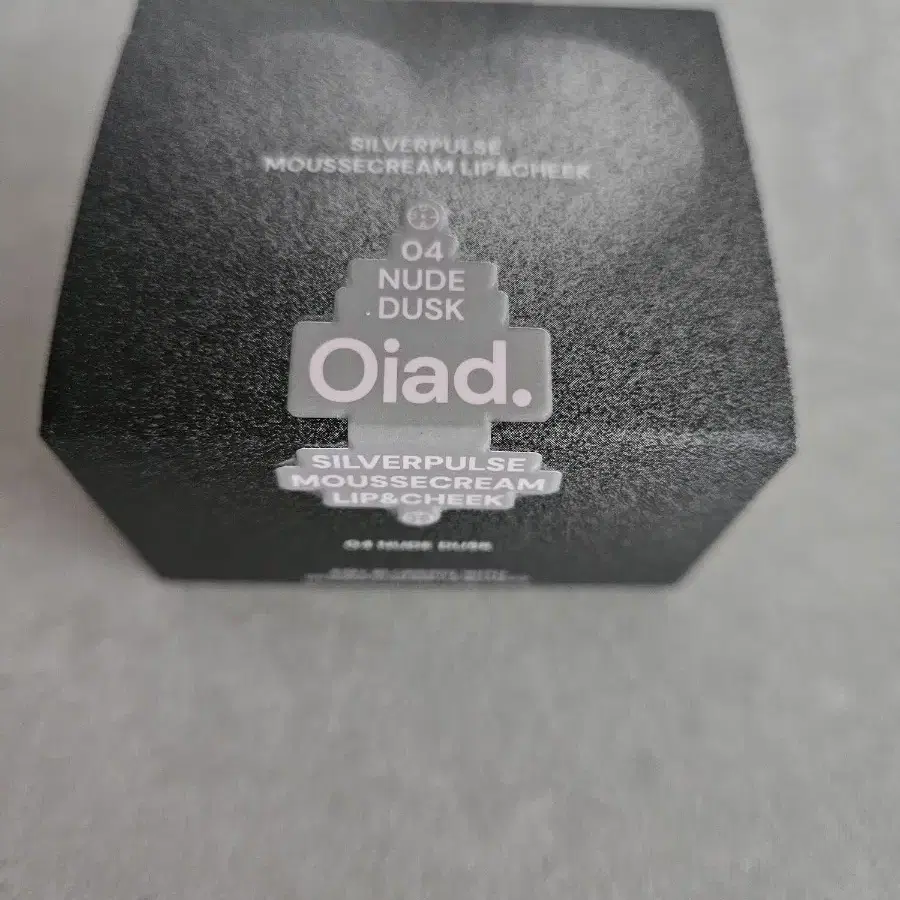 SILVERPULSE
MOUSSECREAM LIP&CHEEK
04
NUDE
DUSK
Oiad.
SILVERPULSE
MOUSSECREAM
LIP&CHEEK
04 NUDE DUSK